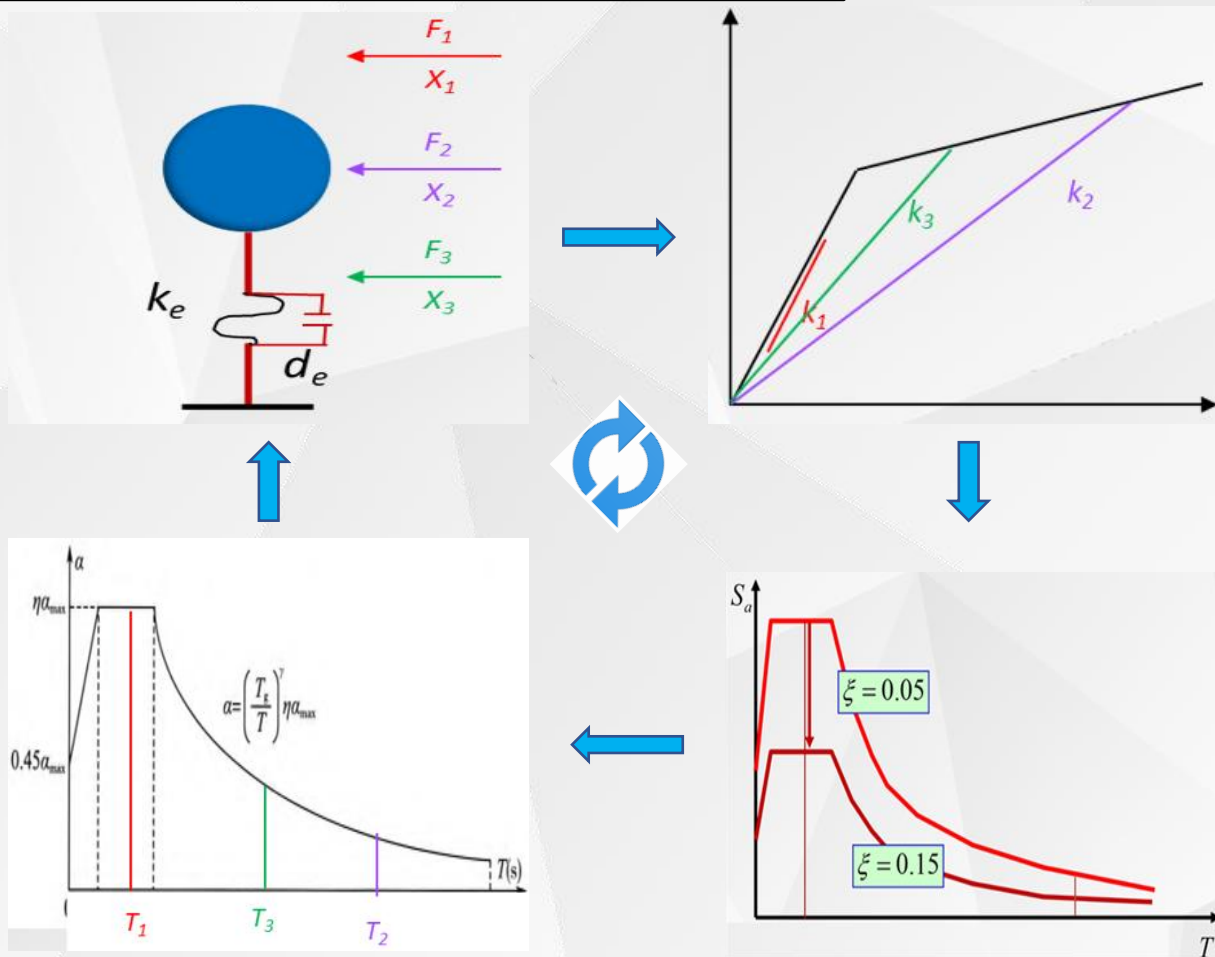 F₁
X₁
F₂
X₂
F₃
X₃
kₑ
dₑ
k₁
k₃
k₂
α
ηαmax
0.45αmax
α=(Tg/T)^γ ηαmax
T(s)
T₁
T₃
T₂
Sₐ
ξ = 0.05
ξ = 0.15
T